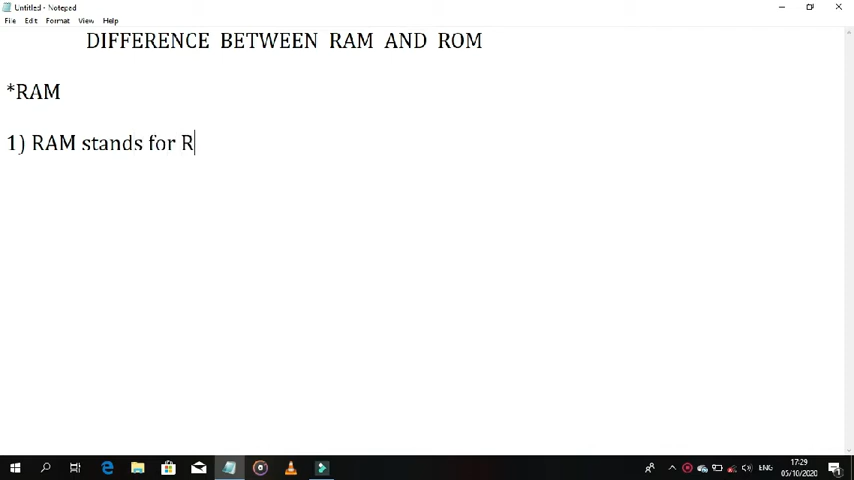 Untitled - Notepad
File Edit Format View Help
DIFFERENCE BETWEEN RAM AND ROM
*RAM
1) RAM stands for R
ENG
17:29
05/10/2020